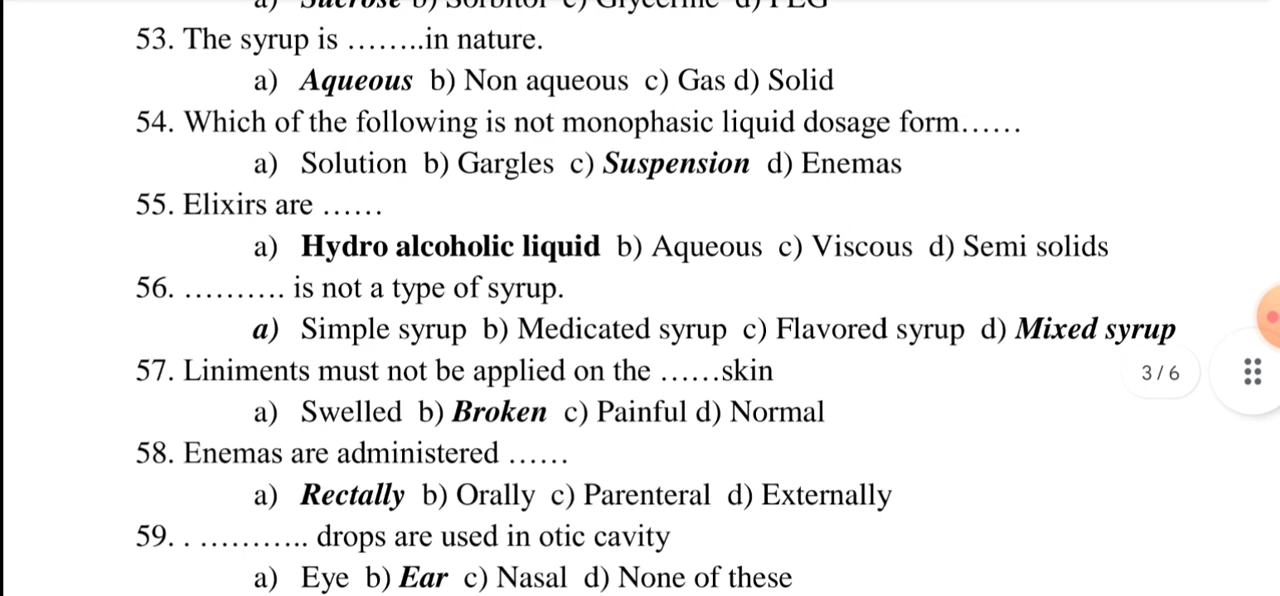 a) Sucrose b) Sorbitol c) Glycerine d) PEG
53. The syrup is ........in nature.
a) Aqueous b) Non aqueous c) Gas d) Solid
54. Which of the following is not monophasic liquid dosage form......
a) Solution b) Gargles c) Suspension d) Enemas
55. Elixirs are ......
a) Hydro alcoholic liquid b) Aqueous c) Viscous d) Semi solids
56. .......... is not a type of syrup.
a) Simple syrup b) Medicated syrup c) Flavored syrup d) Mixed syrup
57. Liniments must not be applied on the ......skin
3 / 6
a) Swelled b) Broken c) Painful d) Normal
58. Enemas are administered ......
a) Rectally b) Orally c) Parenteral d) Externally
59. . ........... drops are used in otic cavity
a) Eye b) Ear c) Nasal d) None of these